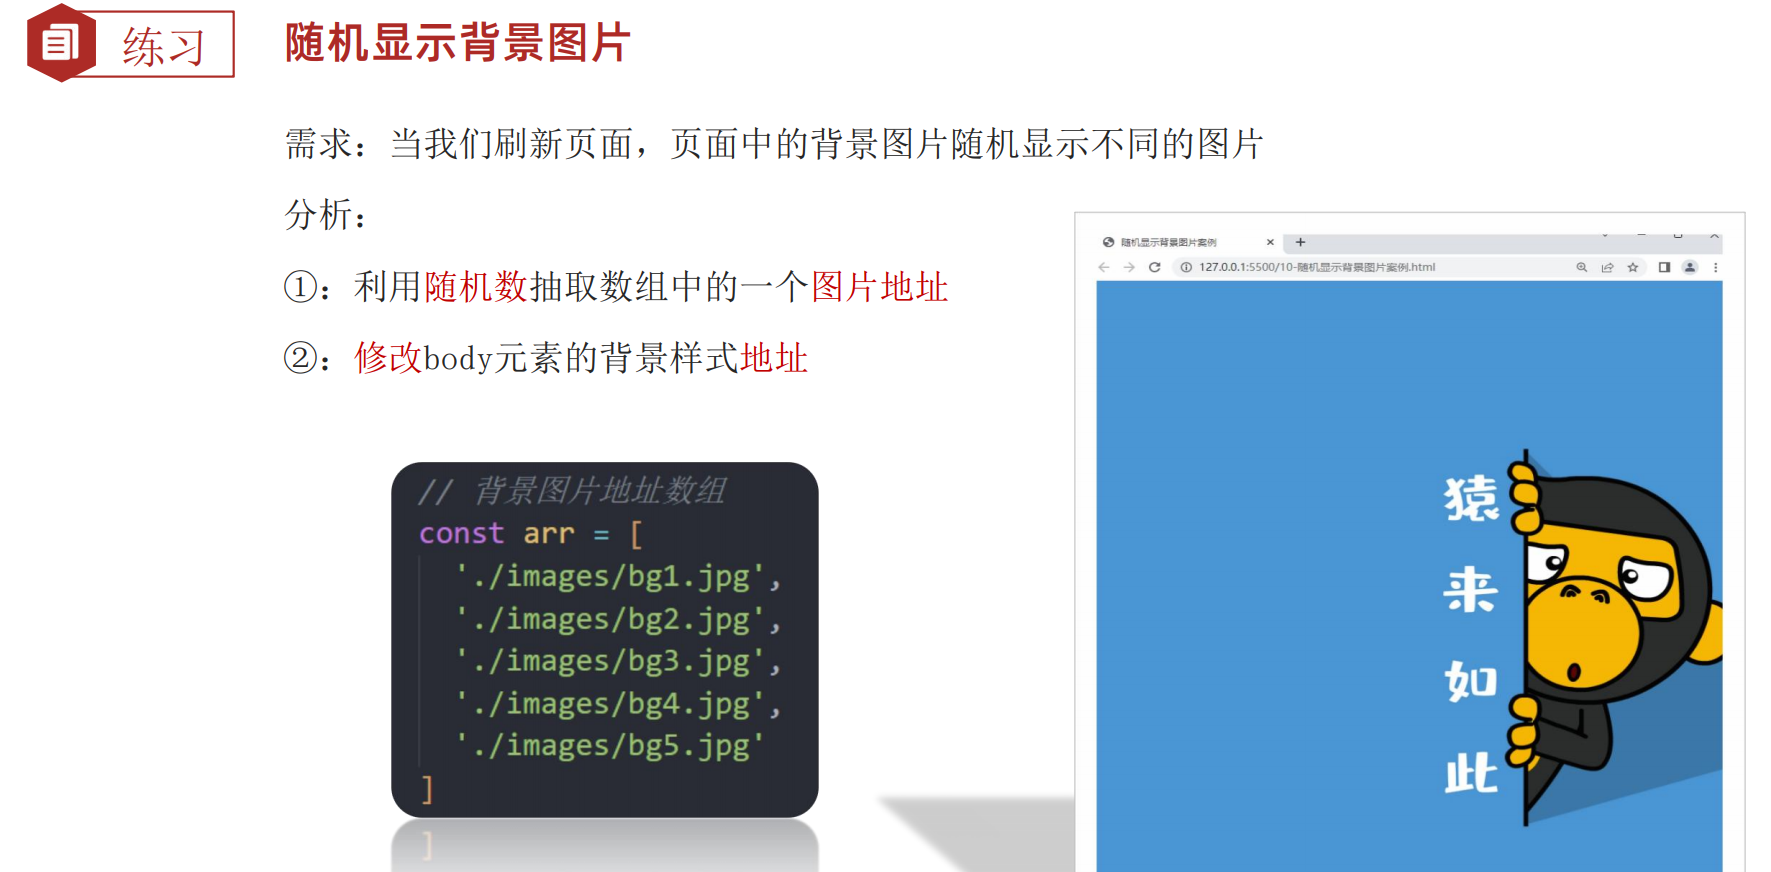 练习
随机显示背景图片
需求：当我们刷新页面，页面中的背景图片随机显示不同的图片
分析：
①：利用随机数抽取数组中的一个图片地址
②：修改body元素的背景样式地址
// 背景图片地址数组
const arr = [
'./images/bg1.jpg',
'./images/bg2.jpg',
'./images/bg3.jpg',
'./images/bg4.jpg',
'./images/bg5.jpg'
]
随机显示背景图片案例
127.0.0.1:5500/10-随机显示背景图片案例.html
猿
来
如
此